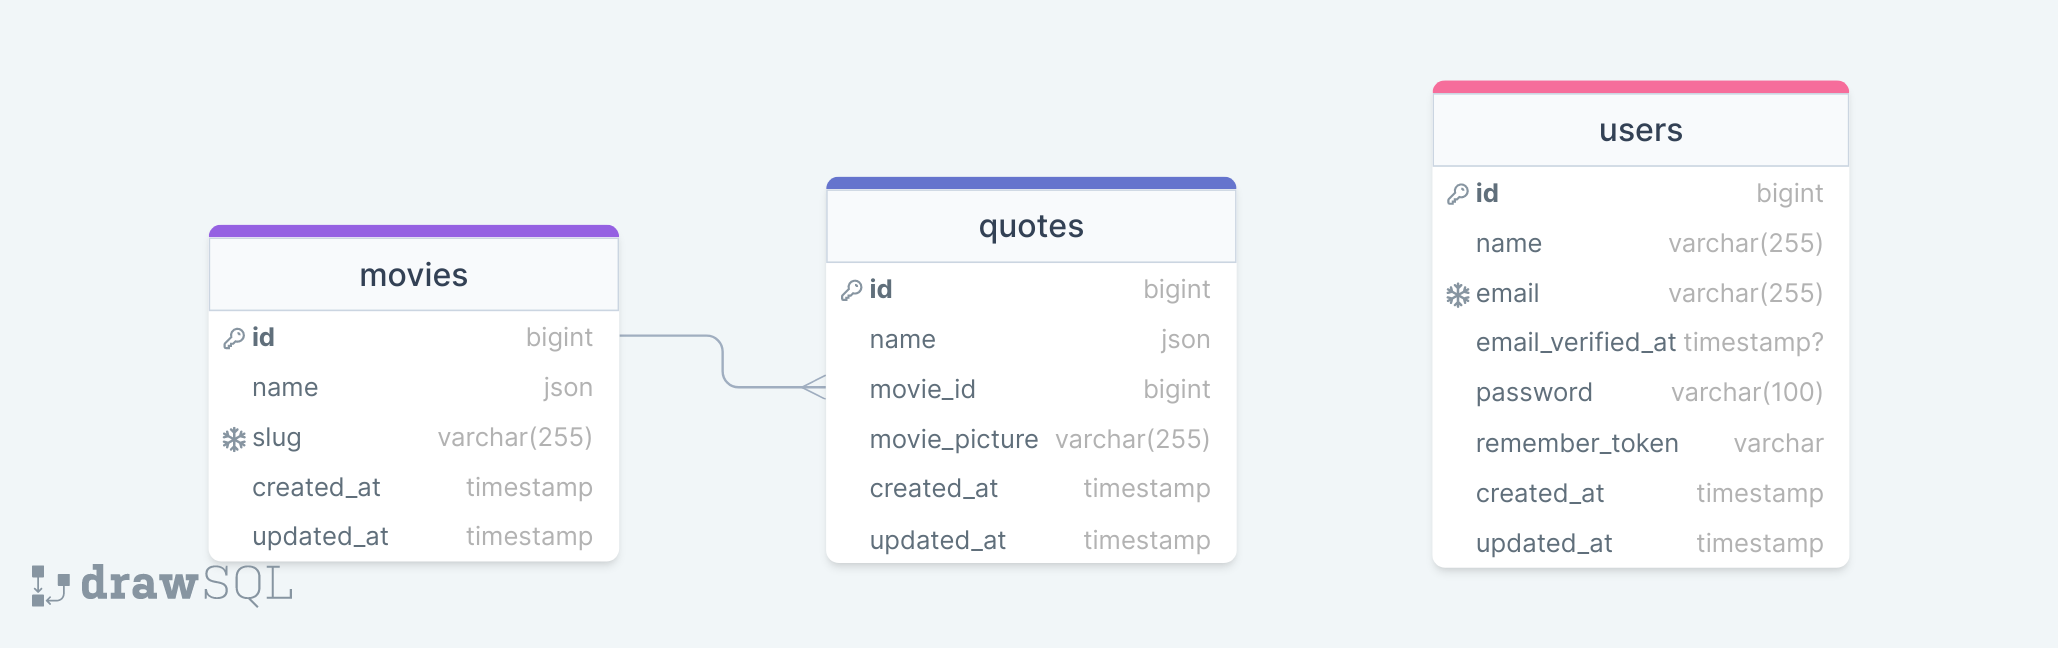 movies
id bigint
name json
slug varchar(255)
created_at timestamp
updated_at timestamp
quotes
id bigint
name json
movie_id bigint
movie_picture varchar(255)
created_at timestamp
updated_at timestamp
users
id bigint
name varchar(255)
email varchar(255)
email_verified_at timestamp?
password varchar(100)
remember_token varchar
created_at timestamp
updated_at timestamp
drawSQL